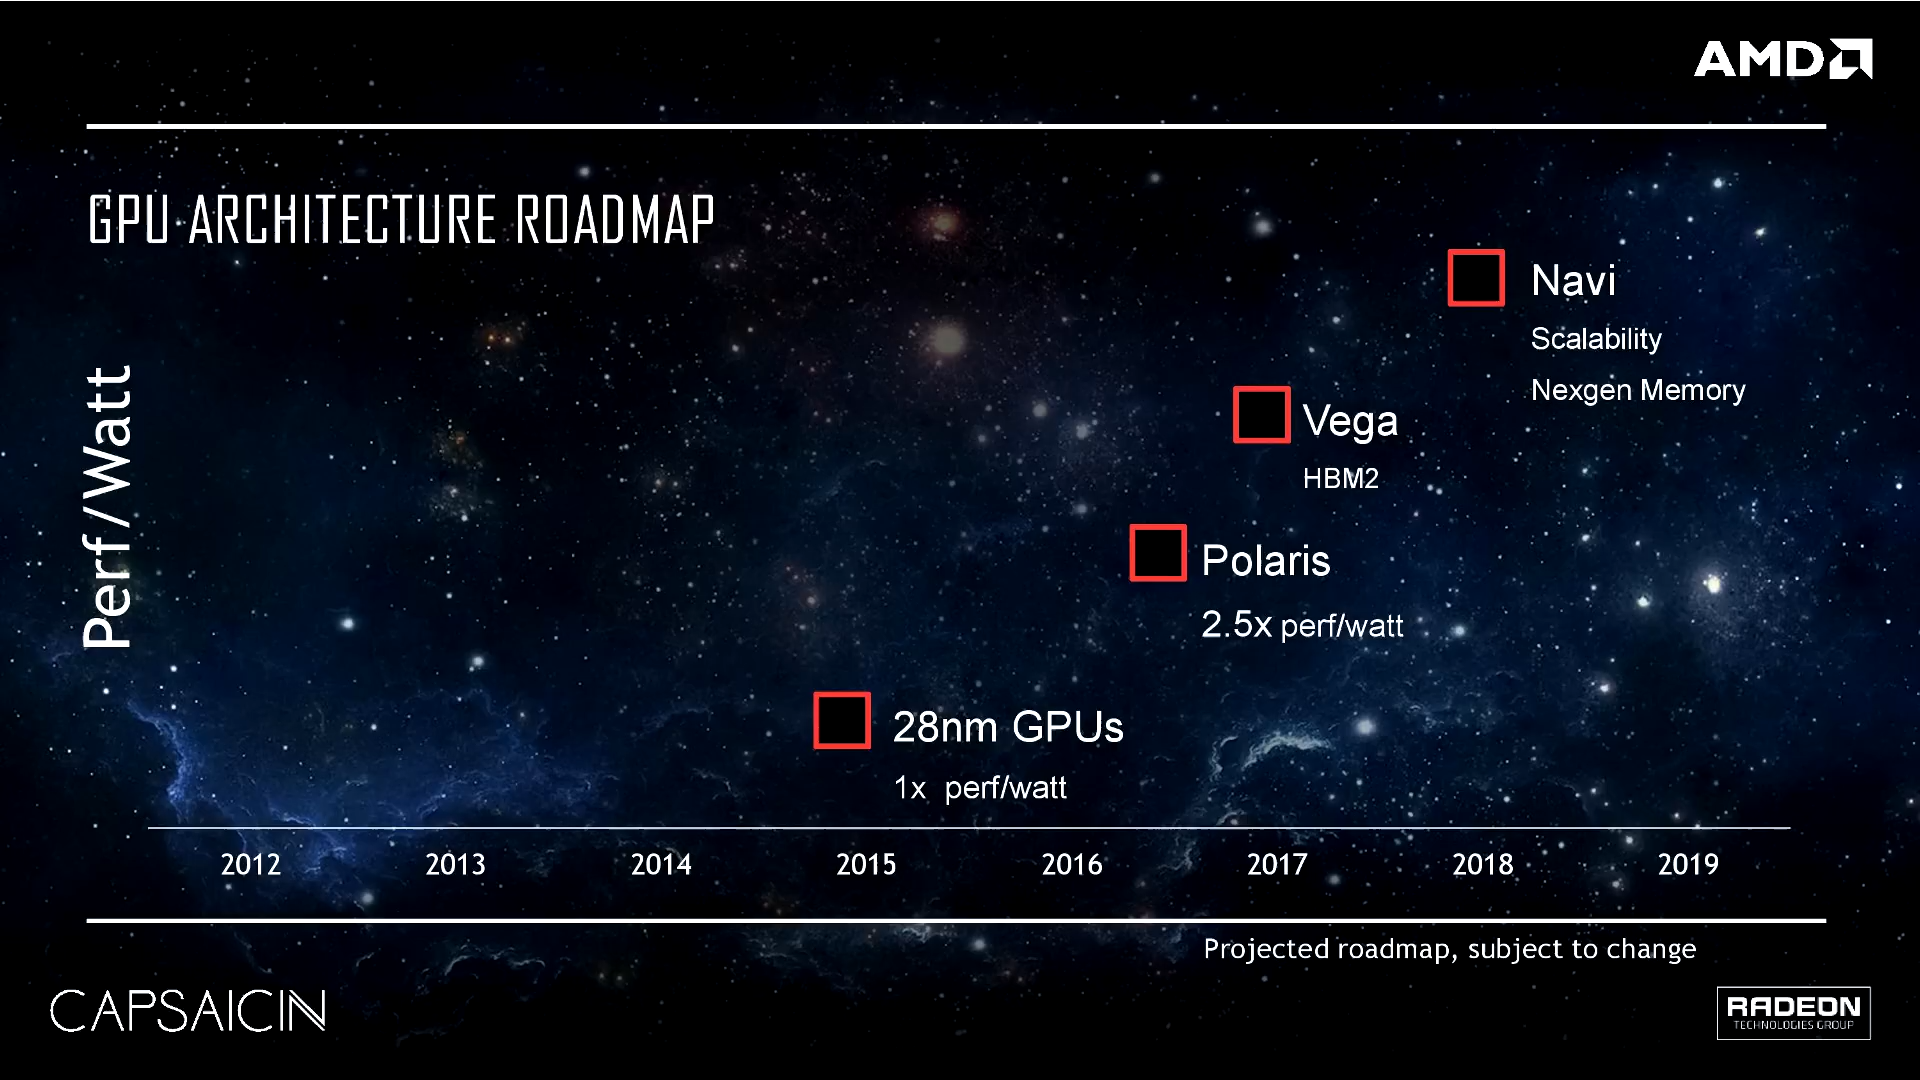 AMD
GPU ARCHITECTURE ROADMAP
Perf/Watt
Navi
Scalability
Nexgen Memory
Vega
HBM2
Polaris
2.5x perf/watt
28nm GPUs
1x perf/watt
2012 2013 2014 2015 2016 2017 2018 2019
Projected roadmap, subject to change
CAPSAICIN
RADEON
TECHNOLOGIES GROUP